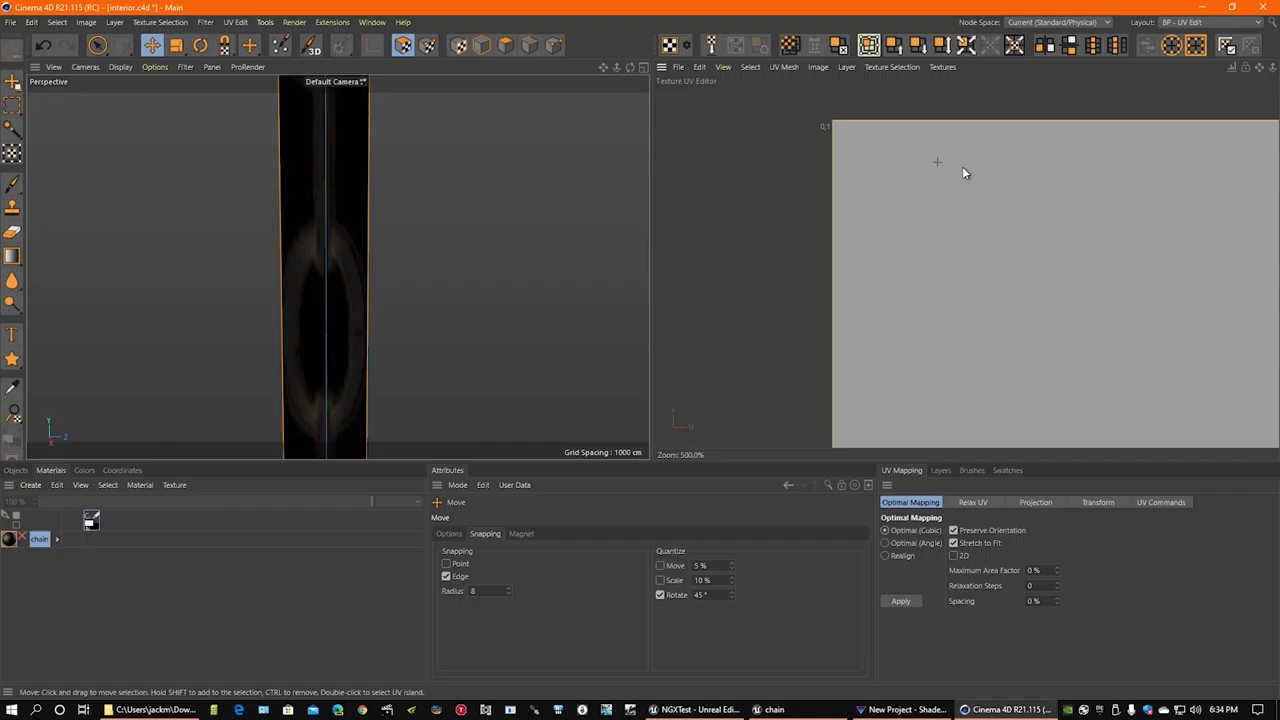 Cinema 4D R21.115 (RC) - [interior.c4d *] - Main
File Edit Select Image Layer Texture Selection Filter UV Edit Tools Render Extensions Window Help
Node Space: Current (Standard/Physical) Layout: BP - UV Edit
View Cameras Display Options Filter Panel ProRender
File Edit View Select UV Mesh Image Layer Texture Selection Textures
Perspective
Default Camera
Texture UV Editor
0,1
Y
Z
X
U
Grid Spacing : 1000 cm
Zoom: 500,0%
Objects Materials Colors Coordinates
Attributes
UV Mapping Layers Brushes Swatches
Create Edit View Select Material Texture
Mode Edit User Data
100 %
Move
Optimal Mapping Relax UV Projection Transform UV Commands
Move
Optimal Mapping
Options Snapping Magnet
Optimal (Cubic) Preserve Orientation
chain
Optimal (Angle) Stretch to Fit
Snapping
Quantize
Realign 2D
Point
Move 5 %
Maximum Area Factor 0 %
Edge
Scale 10 %
Relaxation Steps 0
Radius 8
Rotate 45 °
Apply Spacing 0 %
Move: Click and drag to move selection. Hold SHIFT to add to the selection, CTRL to remove. Double-click to select UV island.
C:\Users\jackm\Dow...
NGXTest - Unreal Edi...
chain
New Project - Shade...
Cinema 4D R21.115 (...
6:34 PM